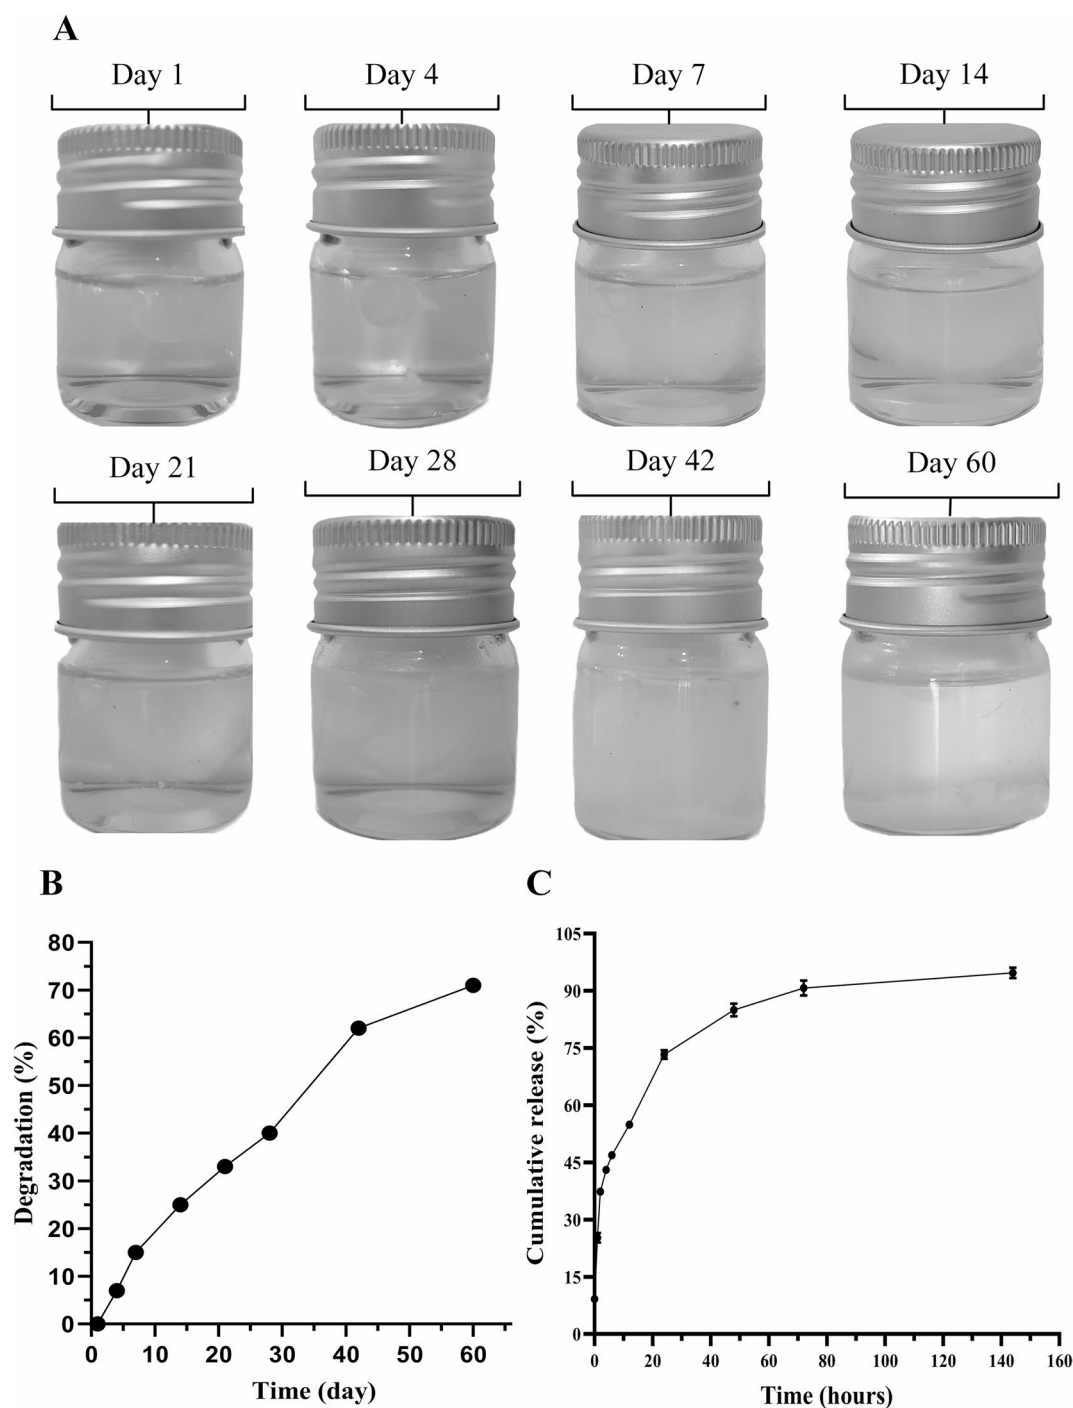 A
Day 1
Day 4
Day 7
Day 14
Day 21
Day 28
Day 42
Day 60
B
C
80
70
60
50
40
30
20
10
0
Degradation (%)
0 10 20 30 40 50 60
Time (day)
105
90
75
60
45
30
15
0
Cumulative release (%)
0 20 40 60 80 100 120 140 160
Time (hours)